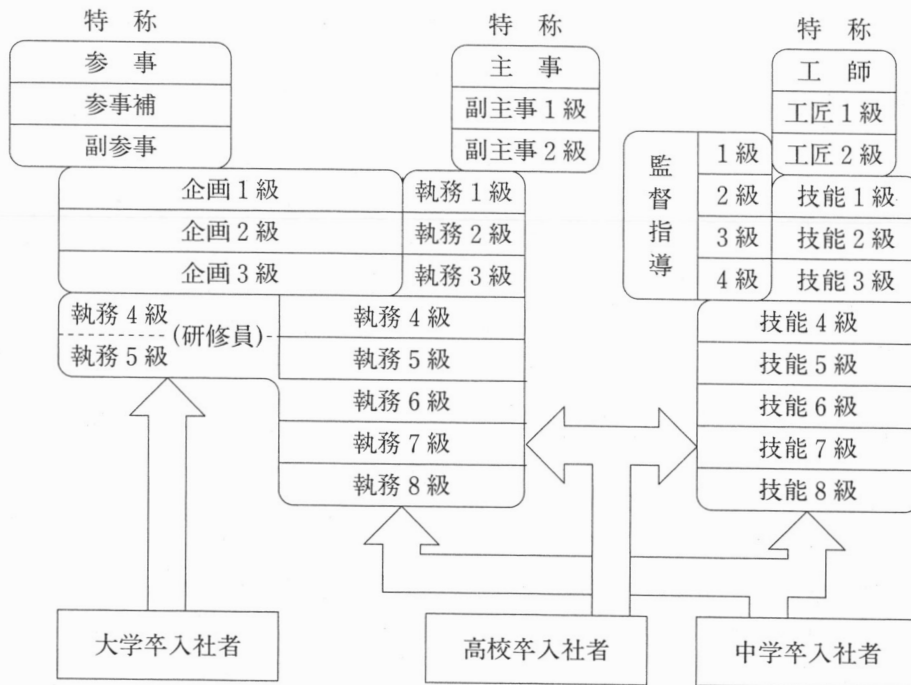 特 称
参 事
参事補
副参事
特 称
主 事
副主事1級
副主事2級
特 称
工 師
工匠1級
工匠2級
監督指導
1級
2級
3級
4級
企画1級
企画2級
企画3級
執務1級
執務2級
執務3級
技能1級
技能2級
技能3級
執務4級
執務5級
(研修員)
執務4級
執務5級
執務6級
執務7級
執務8級
技能4級
技能5級
技能6級
技能7級
技能8級
大学卒入社者
高校卒入社者
中学卒入社者